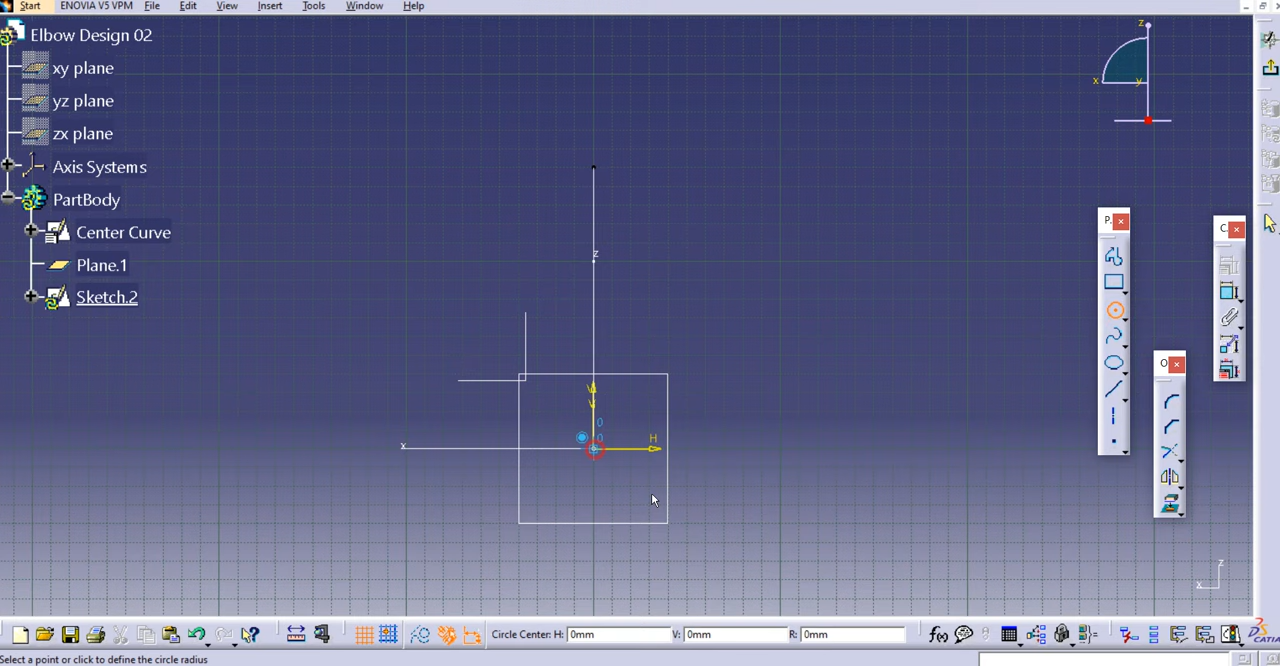 Start ENOVIA V5 VPM File Edit View Insert Tools Window Help
Elbow Design 02
xy plane
yz plane
zx plane
Axis Systems
PartBody
Center Curve
Plane.1
Sketch.2
z
x y
P.
C.
O
z
V
0
0
H
x
z
x
Circle Center: H: 0mm V: 0mm R: 0mm
f(x)
CATIA
Select a point or click to define the circle radius